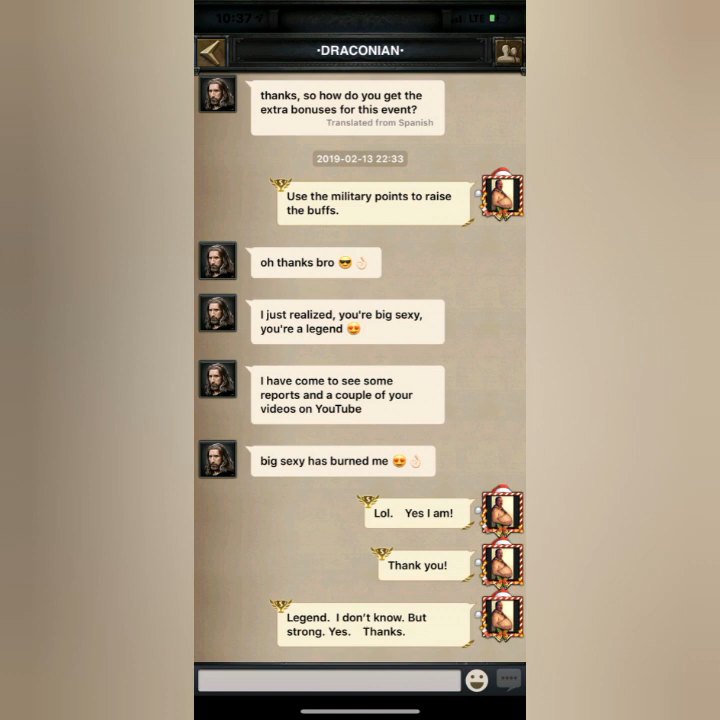 10:37
LTE
·DRACONIAN·
thanks, so how do you get the
extra bonuses for this event?
Translated from Spanish
2019-02-13 22:33
Use the military points to raise
the buffs.
oh thanks bro 😎👌🏻
I just realized, you're big sexy,
you're a legend 😍
I have come to see some
reports and a couple of your
videos on YouTube
big sexy has burned me 😍👌🏻
Lol. Yes I am!
Thank you!
Legend. I don't know. But
strong. Yes. Thanks.